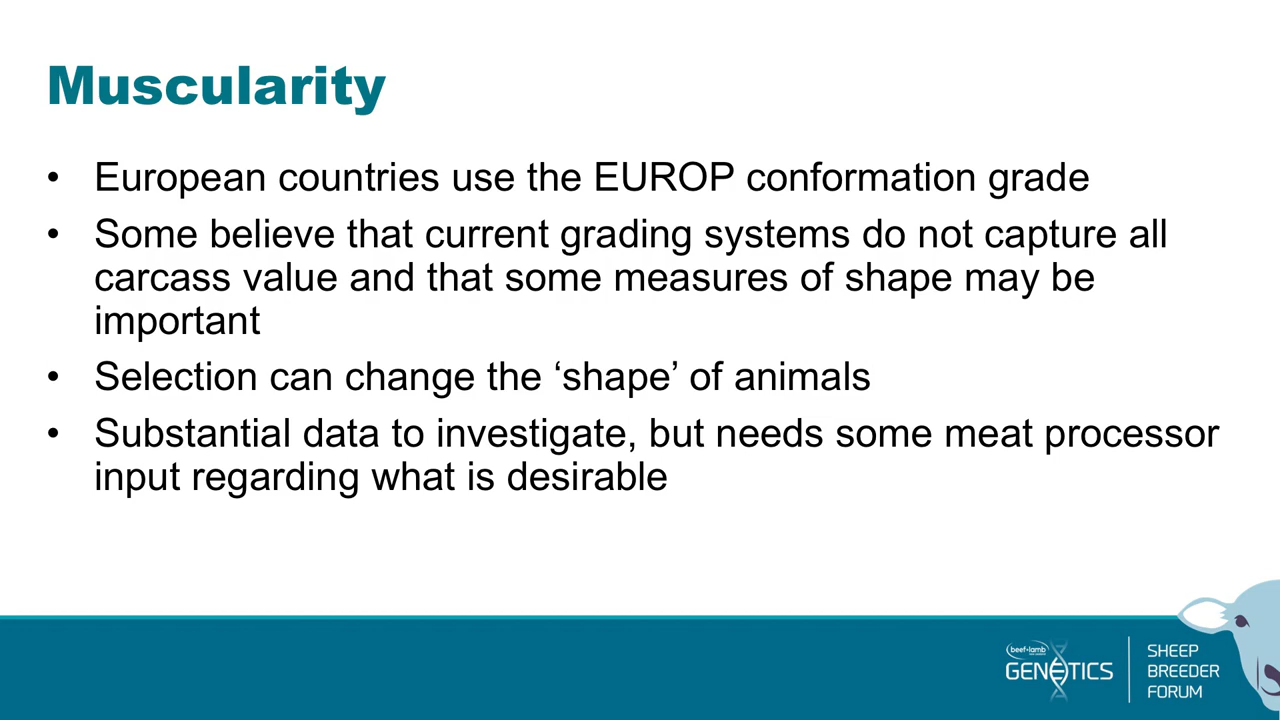 Muscularity
• European countries use the EUROP conformation grade
• Some believe that current grading systems do not capture all
carcass value and that some measures of shape may be
important
• Selection can change the ‘shape’ of animals
• Substantial data to investigate, but needs some meat processor
input regarding what is desirable
beef+lamb
GENETICS
SHEEP
BREEDER
FORUM